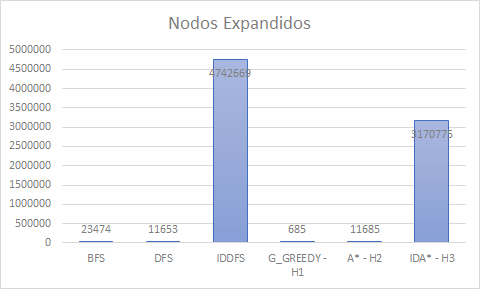 Nodos Expandidos
5000000
4500000
4000000
3500000
3000000
2500000
2000000
1500000
1000000
500000
0
23474
11653
4742669
685
11685
3170775
BFS
DFS
IDDFS
G_GREEDY -
H1
A* - H2
IDA* - H3